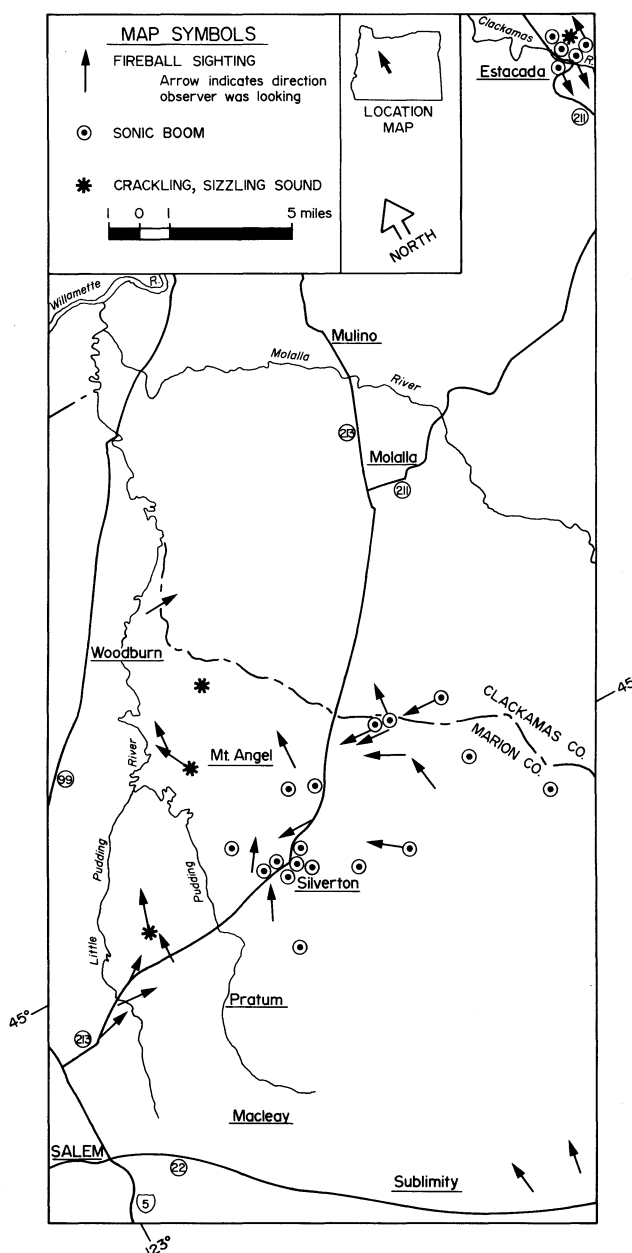 MAP SYMBOLS
FIREBALL SIGHTING
Arrow indicates direction
observer was looking
SONIC BOOM
CRACKLING, SIZZLING SOUND
1 0 1 5 miles
LOCATION
MAP
NORTH
Clackamas
R.
Estacada
211
Willamette
R.
Mulino
Molalla
River
213
Molalla
211
Woodburn
45
CLACKAMAS CO.
MARION CO.
River
Mt. Angel
99
Pudding
Pudding
Silverton
Little
Pratum
45°
213
Macleay
SALEM
22
Sublimity
5
123°